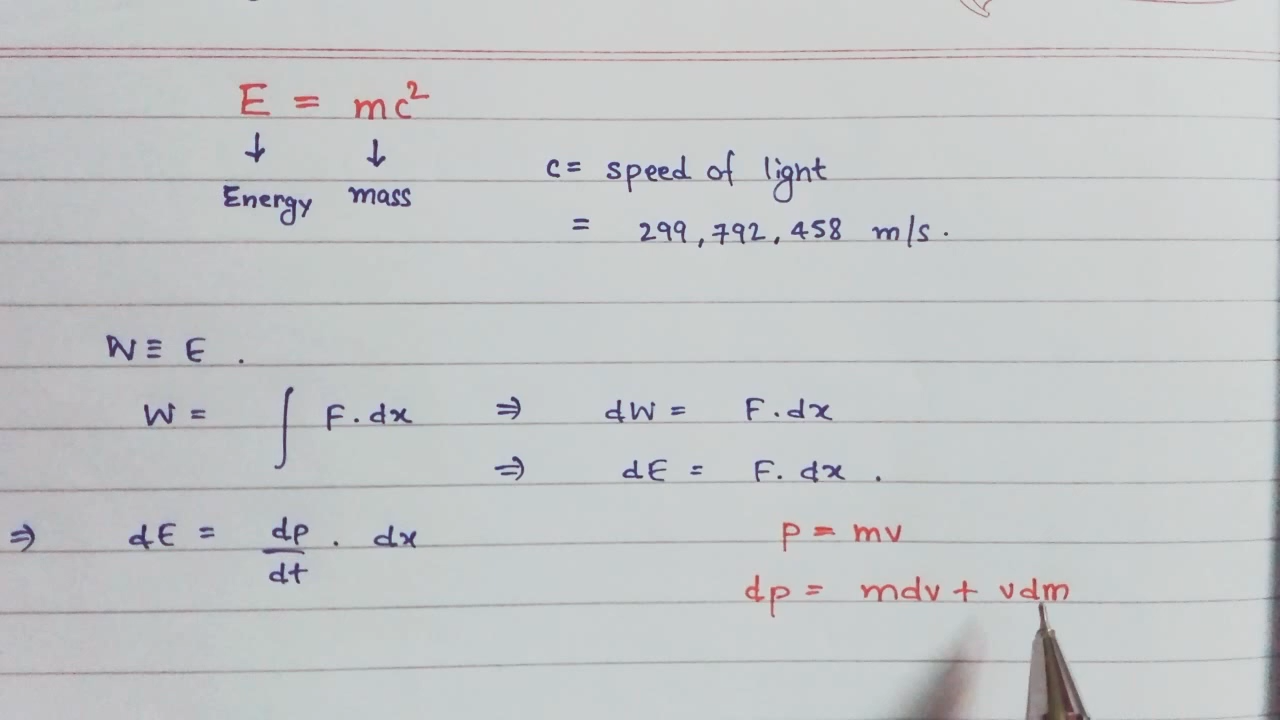 E = mc²
↓ ↓
Energy mass
c = speed of light
= 299,792,458 m/s.
W ≡ E .
W = ∫ F.dx ⇒ dW = F.dx
⇒ dE = F.dx .
⇒ dE = dp/dt . dx
p = mv
dp = mdv + vdm